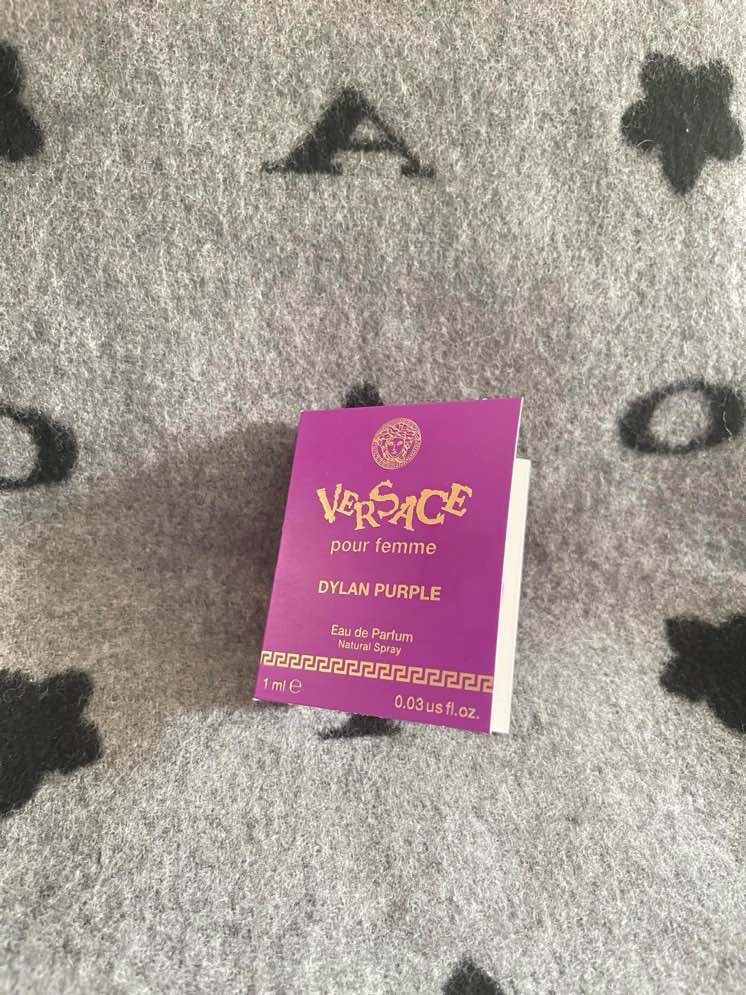 A
O
O
VERSACE
pour femme
DYLAN PURPLE
Eau de Parfum
Natural Spray
1 ml ℮
0.03 us fl.oz.